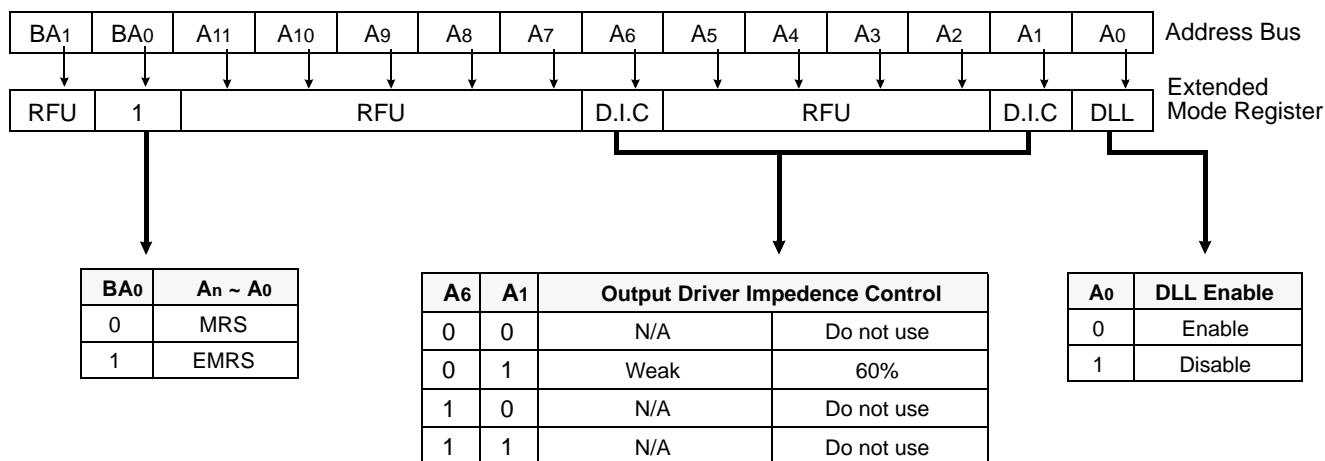 BA1 BA0 A11 A10 A9 A8 A7 A6 A5 A4 A3 A2 A1 A0 Address Bus
RFU 1 RFU D.I.C RFU D.I.C DLL Extended Mode Register
BA0 An ~ A0
0 MRS
1 EMRS
A6 A1 Output Driver Impedence Control
0 0 N/A Do not use
0 1 Weak 60%
1 0 N/A Do not use
1 1 N/A Do not use
A0 DLL Enable
0 Enable
1 Disable